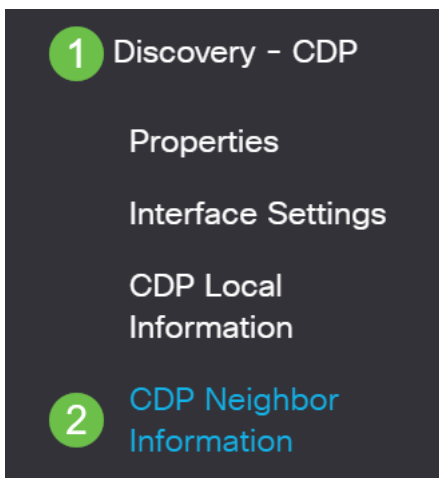 1 Discovery - CDP
Properties
Interface Settings
CDP Local
Information
CDP Neighbor
2
Information